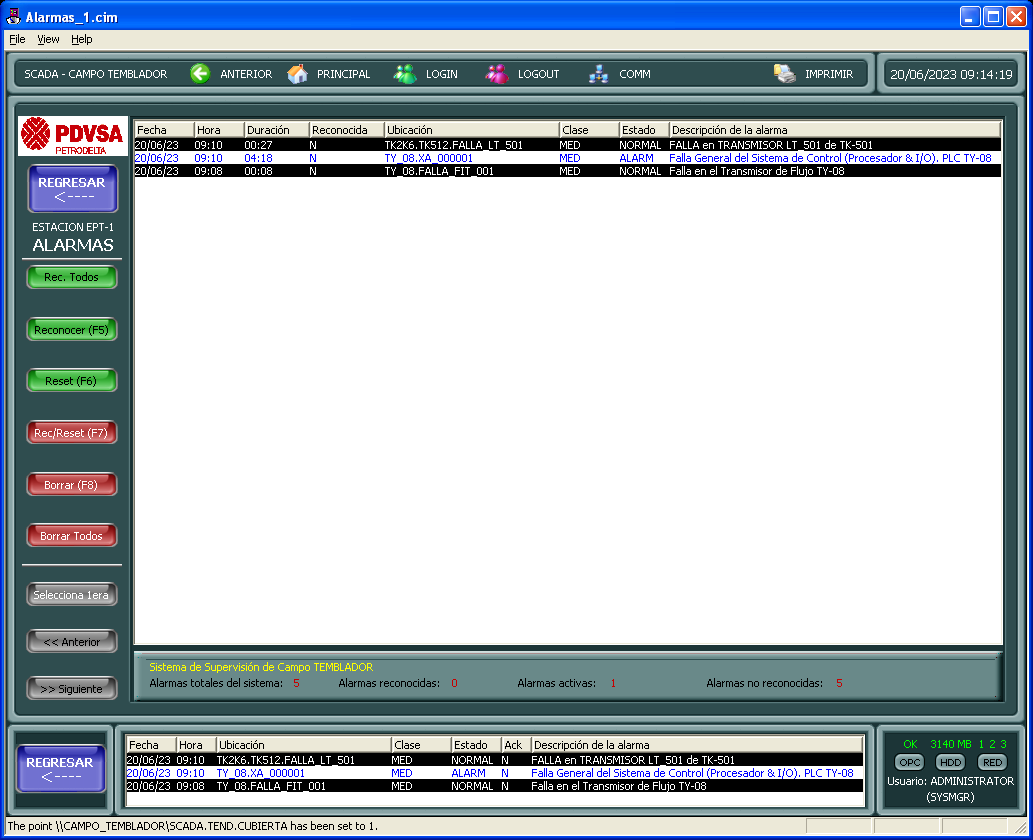 Alarmas_1.cim
File View Help
SCADA - CAMPO TEMBLADOR ANTERIOR PRINCIPAL LOGIN LOGOUT COMM IMPRIMIR 20/06/2023 09:14:19
PDVSA
PETRODELTA
REGRESAR
<----
ESTACION EPT-1
ALARMAS
Rec. Todos
Reconocer (F5)
Reset (F6)
Rec/Reset (F7)
Borrar (F8)
Borrar Todos
Selecciona 1era
<< Anterior
>> Siguiente
Fecha Hora Duración Reconocida Ubicación Clase Estado Descripción de la alarma
20/06/23 09:10 00:27 N TK2K6.TK512.FALLA_LT_501 MED NORMAL FALLA en TRANSMISOR LT_501 de TK-501
20/06/23 09:10 04:18 N TY_08.XA_000001 MED ALARM Falla General del Sistema de Control (Procesador & I/O). PLC TY-08
20/06/23 09:08 00:08 N TY_08.FALLA_FIT_001 MED NORMAL Falla en el Transmisor de Flujo TY-08
Sistema de Supervisión de Campo TEMBLADOR
Alarmas totales del sistema: 5 Alarmas reconocidas: 0 Alarmas activas: 1 Alarmas no reconocidas: 5
REGRESAR
<----
Fecha Hora Ubicación Clase Estado Ack Descripción de la alarma
20/06/23 09:10 TK2K6.TK512.FALLA_LT_501 MED NORMAL N FALLA en TRANSMISOR LT_501 de TK-501
20/06/23 09:10 TY_08.XA_000001 MED ALARM N Falla General del Sistema de Control (Procesador & I/O). PLC TY-08
20/06/23 09:08 TY_08.FALLA_FIT_001 MED NORMAL N Falla en el Transmisor de Flujo TY-08
OK 3140 MB 1 2 3
OPC HDD RED
Usuario: ADMINISTRATOR
(SYSMGR)
The point \\CAMPO_TEMBLADOR\SCADA.TEND.CUBIERTA has been set to 1.